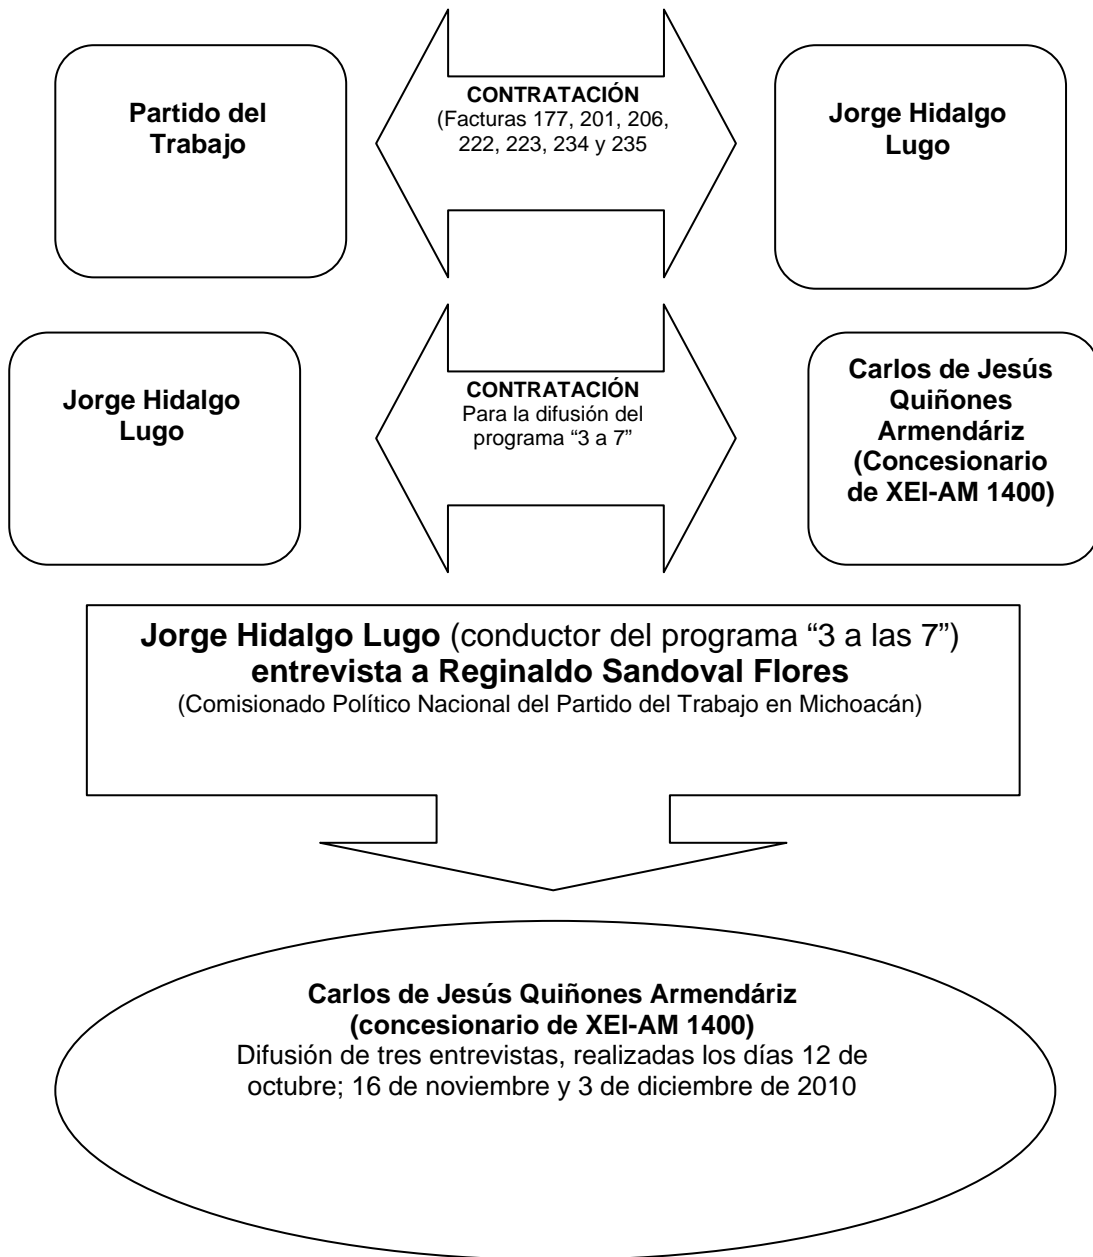 Partido del
Trabajo
CONTRATACIÓN
(Facturas 177, 201, 206,
222, 223, 234 y 235
Jorge Hidalgo
Lugo
Jorge Hidalgo
Lugo
CONTRATACIÓN
Para la difusión del
programa “3 a 7”
Carlos de Jesús
Quiñones
Armendáriz
(Concesionario
de XEI-AM 1400)
Jorge Hidalgo Lugo (conductor del programa “3 a las 7”)
entrevista a Reginaldo Sandoval Flores
(Comisionado Político Nacional del Partido del Trabajo en Michoacán)
Carlos de Jesús Quiñones Armendáriz
(concesionario de XEI-AM 1400)
Difusión de tres entrevistas, realizadas los días 12 de
octubre; 16 de noviembre y 3 de diciembre de 2010